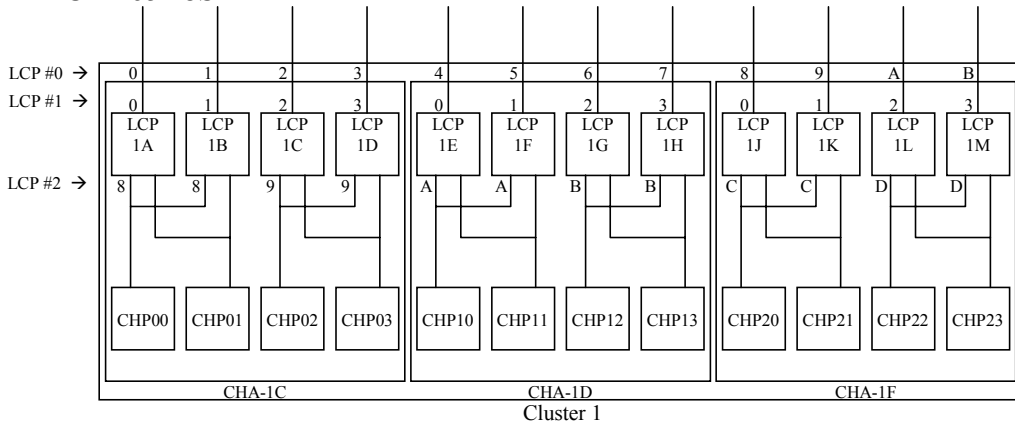 LCP #0 → 0 1 2 3 4 5 6 7 8 9 A B
LCP #1 → 0 1 2 3 0 1 2 3 0 1 2 3
LCP LCP LCP LCP LCP LCP LCP LCP LCP LCP LCP LCP
1A 1B 1C 1D 1E 1F 1G 1H 1J 1K 1L 1M
LCP #2 → 8 8 9 9 A A B B C C D D
CHP00 CHP01 CHP02 CHP03 CHP10 CHP11 CHP12 CHP13 CHP20 CHP21 CHP22 CHP23
CHA-1C CHA-1D CHA-1F
Cluster 1